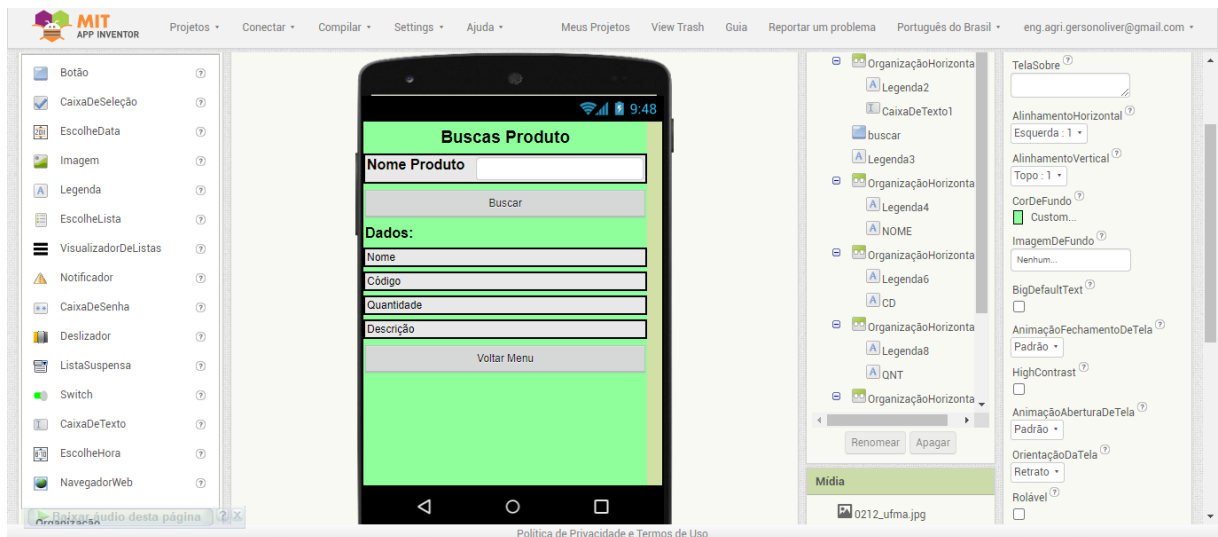 MIT
APP INVENTOR
Projetos
Conectar
Compilar
Settings
Ajuda
Meus Projetos
View Trash
Guia
Reportar um problema
Português do Brasil
eng.agri.gersonoliver@gmail.com
Botão
CaixaDeSeleção
EscolheData
Imagem
Legenda
EscolheLista
VisualizadorDeListas
Notificador
CaixaDeSenha
Deslizador
ListaSuspensa
Switch
CaixaDeTexto
EscolheHora
NavegadorWeb
Baixar áudio desta página
Organização
9:48
Buscas Produto
Nome Produto
Buscar
Dados:
Nome
Código
Quantidade
Descrição
Voltar Menu
OrganizaçãoHorizonta
Legenda2
CaixaDeTexto1
buscar
Legenda3
OrganizaçãoHorizonta
Legenda4
NOME
OrganizaçãoHorizonta
Legenda6
CD
OrganizaçãoHorizonta
Legenda8
QNT
OrganizaçãoHorizonta
Renomear
Apagar
Mídia
0212_ufma.jpg
TelaSobre
AlinhamentoHorizontal
Esquerda : 1
AlinhamentoVertical
Topo : 1
CorDeFundo
Custom...
ImagemDeFundo
Nenhum...
BigDefaultText
AnimaçãoFechamentoDeTela
Padrão
HighContrast
AnimaçãoAberturaDeTela
Padrão
OrientaçãoDaTela
Retrato
Rolável
Política de Privacidade e Termos de Uso